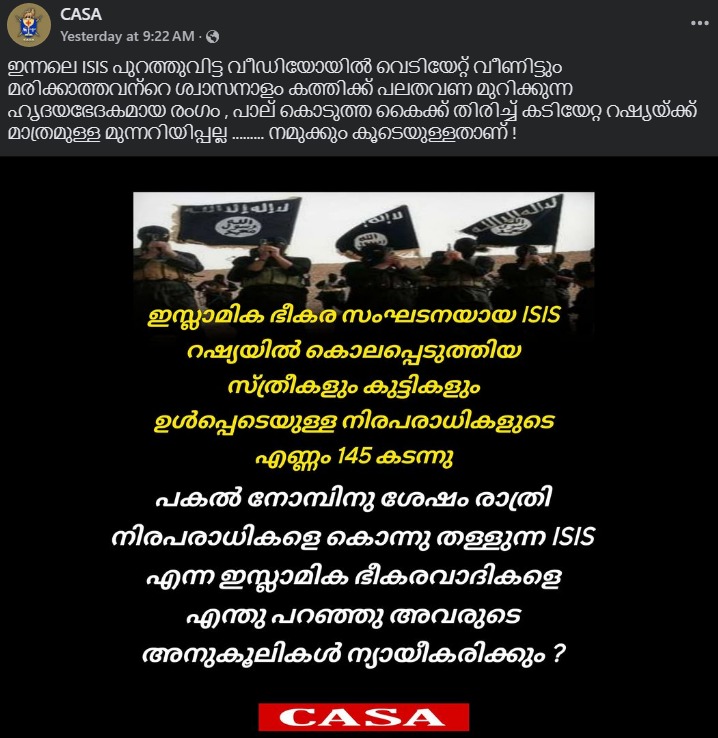 CASA
Yesterday at 9:22 AM ·
ഇന്നലെ ISIS പുറത്തുവിട്ട വീഡിയോയിൽ വെടിയേറ്റ് വീണിട്ടും
മരിക്കാത്തവന്റെ ശ്വാസനാളം കത്തിക്ക് പലതവണ മുറിക്കുന്ന
ഹൃദയഭേദകമായ രംഗം , പാല് കൊടുത്ത കൈക്ക് തിരിച്ച് കടിയേറ്റ റഷ്യയ്ക്ക്
മാത്രമുള്ള മുന്നറിയിപ്പല്ല ......... നമുക്കും കൂടെയുള്ളതാണ് !
ഇസ്ലാമിക ഭീകര സംഘടനയായ ISIS
റഷ്യയിൽ കൊലപ്പെടുത്തിയ
സ്ത്രീകളും കുട്ടികളും
ഉൾപ്പെടെയുള്ള നിരപരാധികളുടെ
എണ്ണം 145 കടന്നു
പകൽ നോമ്പിനു ശേഷം രാത്രി
നിരപരാധികളെ കൊന്നു തള്ളുന്ന ISIS
എന്ന ഇസ്ലാമിക ഭീകരവാദികളെ
എന്തു പറഞ്ഞു അവരുടെ
അനുകൂലികൾ ന്യായീകരിക്കും ?
CASA